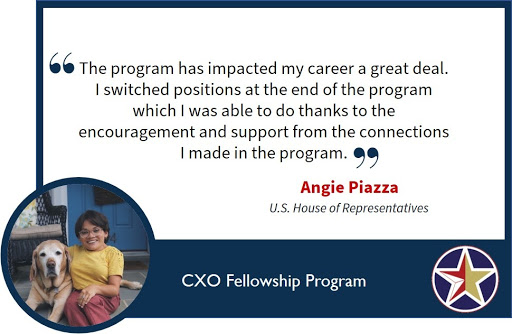 “ The program has impacted my career a great deal.
I switched positions at the end of the program
which I was able to do thanks to the
encouragement and support from the connections
I made in the program. ”
Angie Piazza
U.S. House of Representatives
CXO Fellowship Program